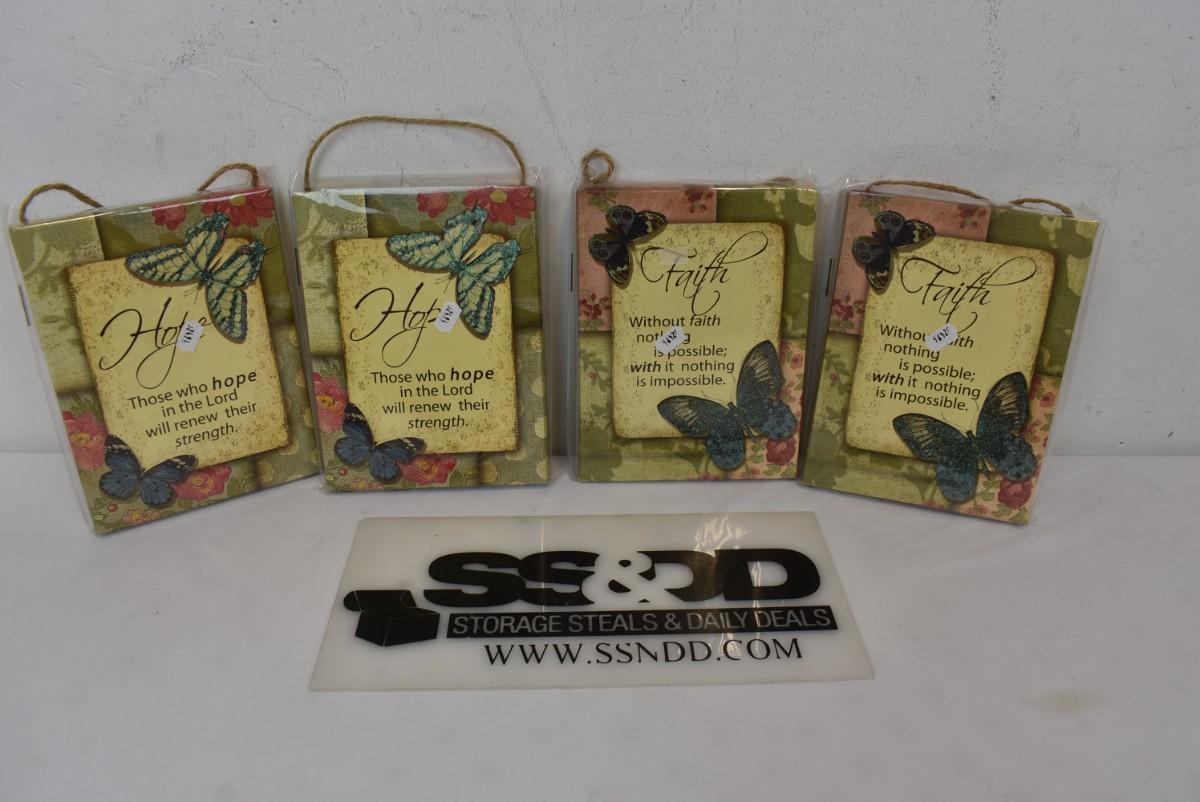 Hope
Those who hope
in the Lord
will renew their
strength.
Hope
Those who hope
in the Lord
will renew their
strength.
Faith
Without faith
nothing
is possible;
with it nothing
is impossible.
Faith
Without faith
nothing
is possible;
with it nothing
is impossible.
SS&DD
STORAGE STEALS & DAILY DEALS
WWW.SSNDD.COM